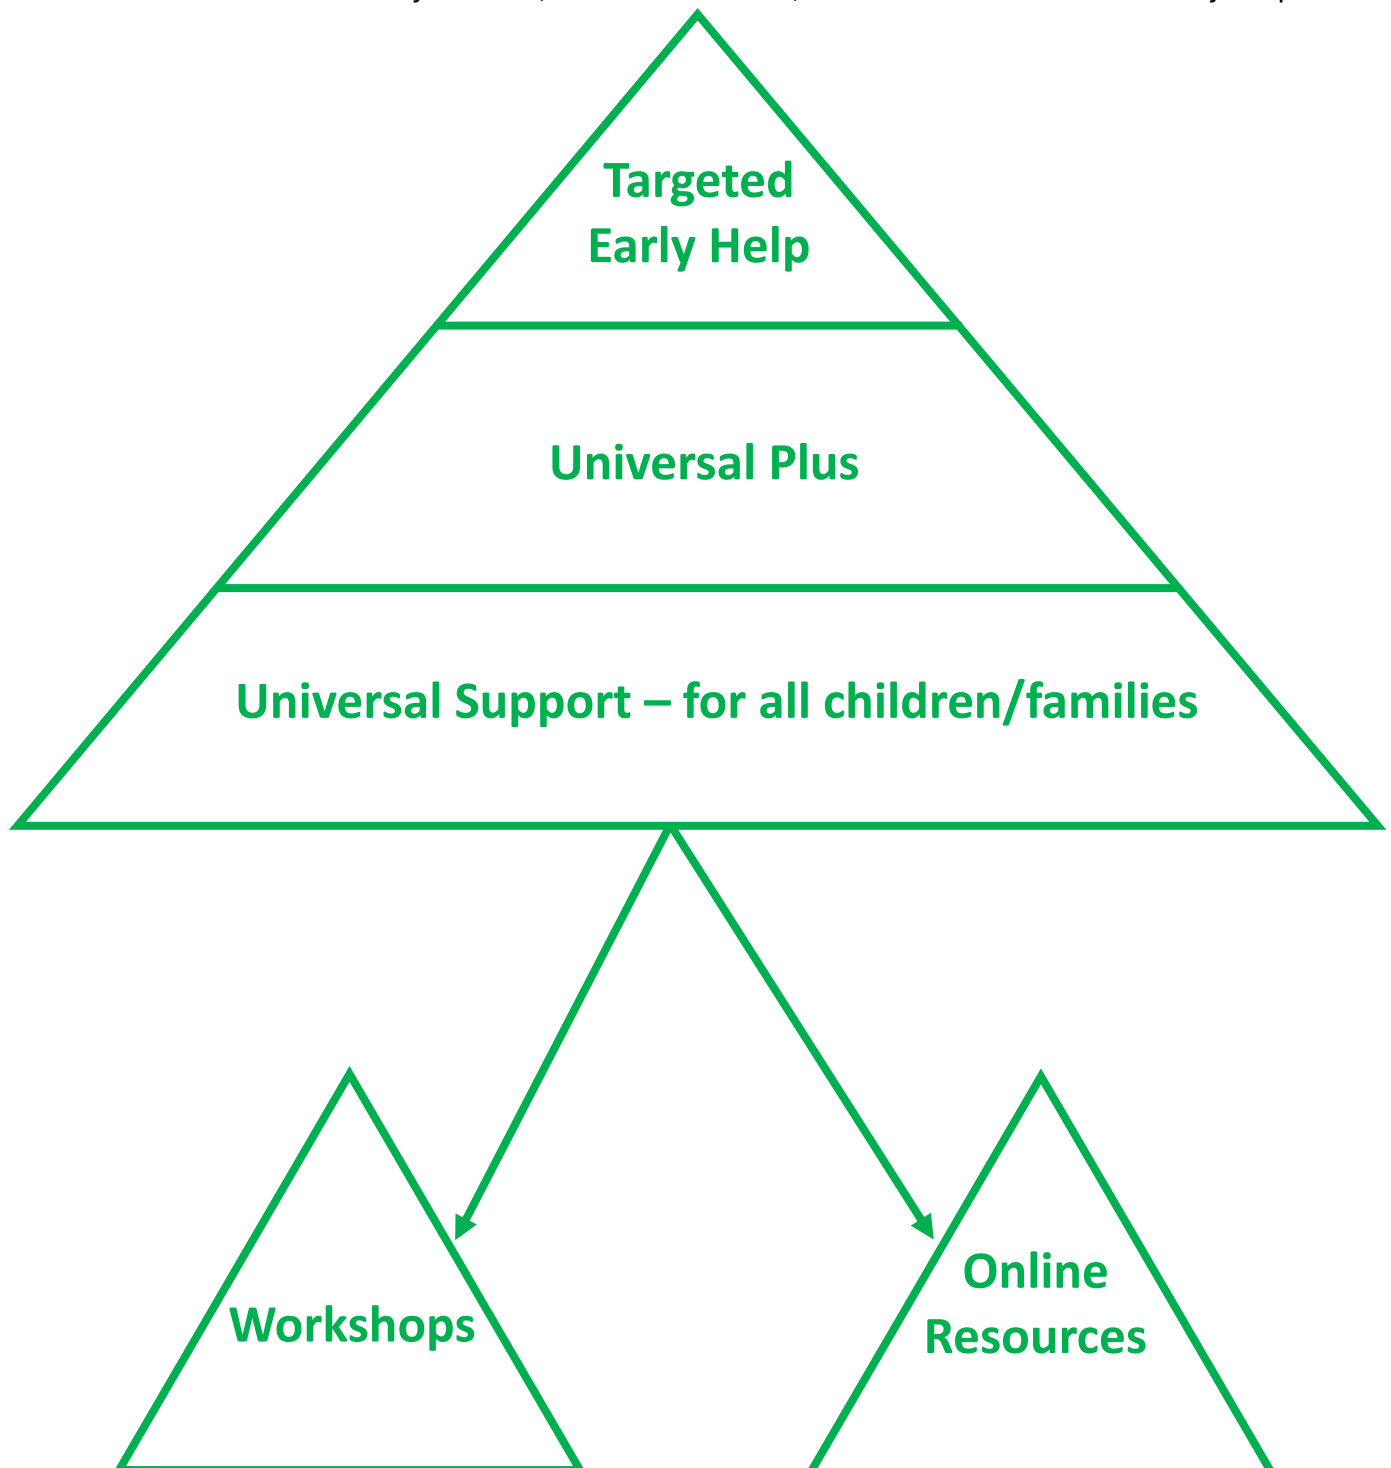 Targeted
Early Help
Universal Plus
Universal Support – for all children/families
Workshops
Online
Resources